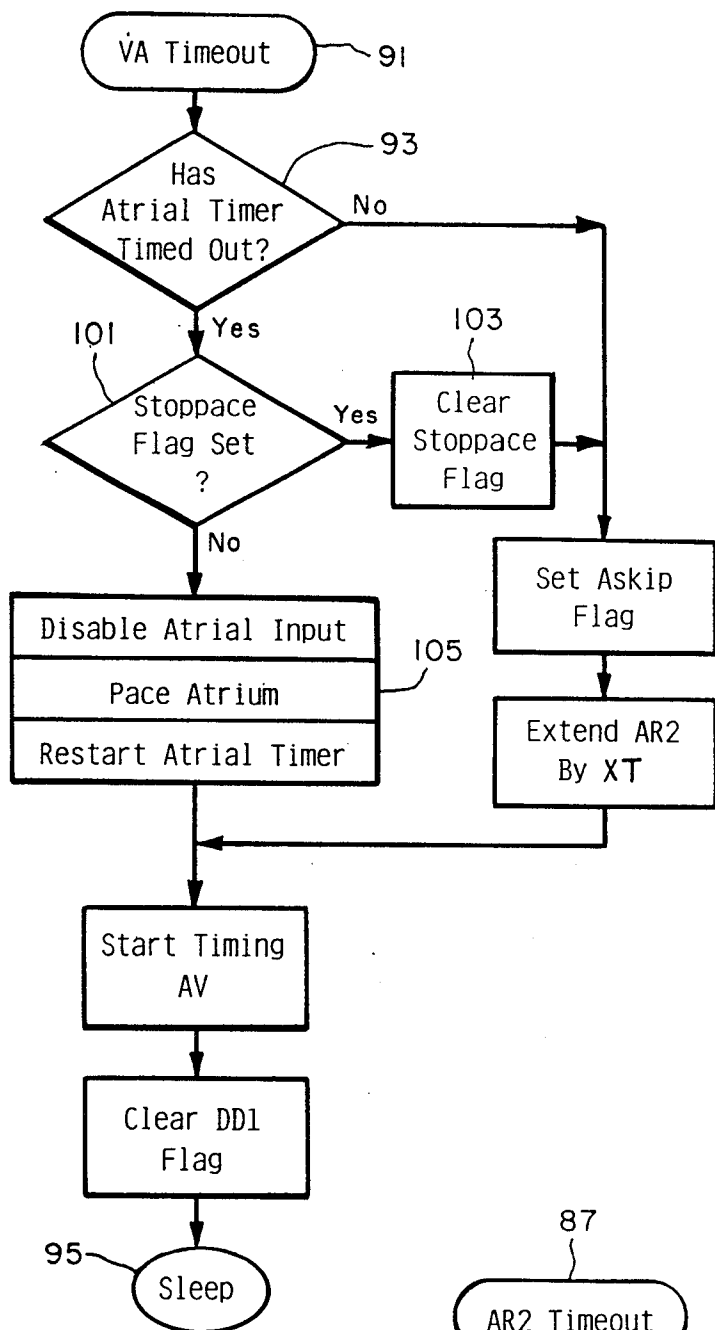 VA Timeout
91
93
Has
Atrial Timer
Timed Out?
No
Yes
101
103
Stoppace
Flag Set
?
Yes
Clear
Stoppace
Flag
No
Set Askip
Flag
Disable Atrial Input
105
Pace Atrium
Restart Atrial Timer
Extend AR2
By XT
Start Timing
AV
Clear DD1
Flag
87
95
Sleep
AR2 Timeout